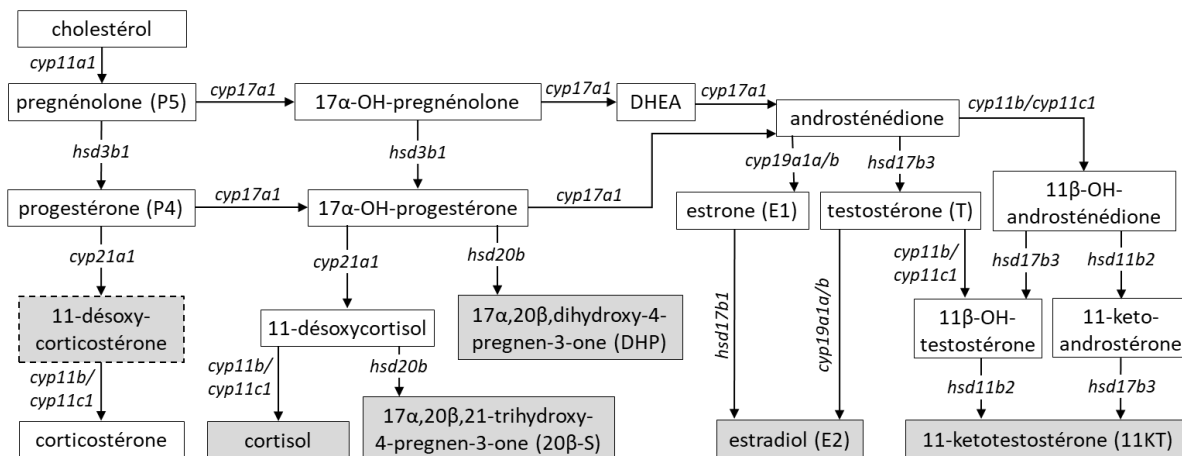 cholestérol
cyp11a1
pregnénolone (P5)
cyp17a1
17α-OH-pregnénolone
cyp17a1
DHEA
cyp17a1
androsténédione
cyp11b/cyp11c1
hsd3b1
hsd3b1
cyp19a1a/b
hsd17b3
progestérone (P4)
cyp17a1
17α-OH-progestérone
cyp17a1
estrone (E1)
testostérone (T)
11β-OH-
androsténédione
cyp21a1
cyp21a1
hsd20b
cyp11b/
cyp11c1
hsd17b3
hsd11b2
11-désoxy-
corticostérone
11-désoxycortisol
17α,20β,dihydroxy-4-
pregnen-3-one (DHP)
hsd17b1
cyp19a1a/b
11β-OH-
testostérone
11-keto-
androstérone
cyp11b/
cyp11c1
cyp11b/
cyp11c1
hsd20b
hsd11b2
hsd17b3
corticostérone
cortisol
17α,20β,21-trihydroxy-
4-pregnen-3-one (20β-S)
estradiol (E2)
11-ketotestostérone (11KT)